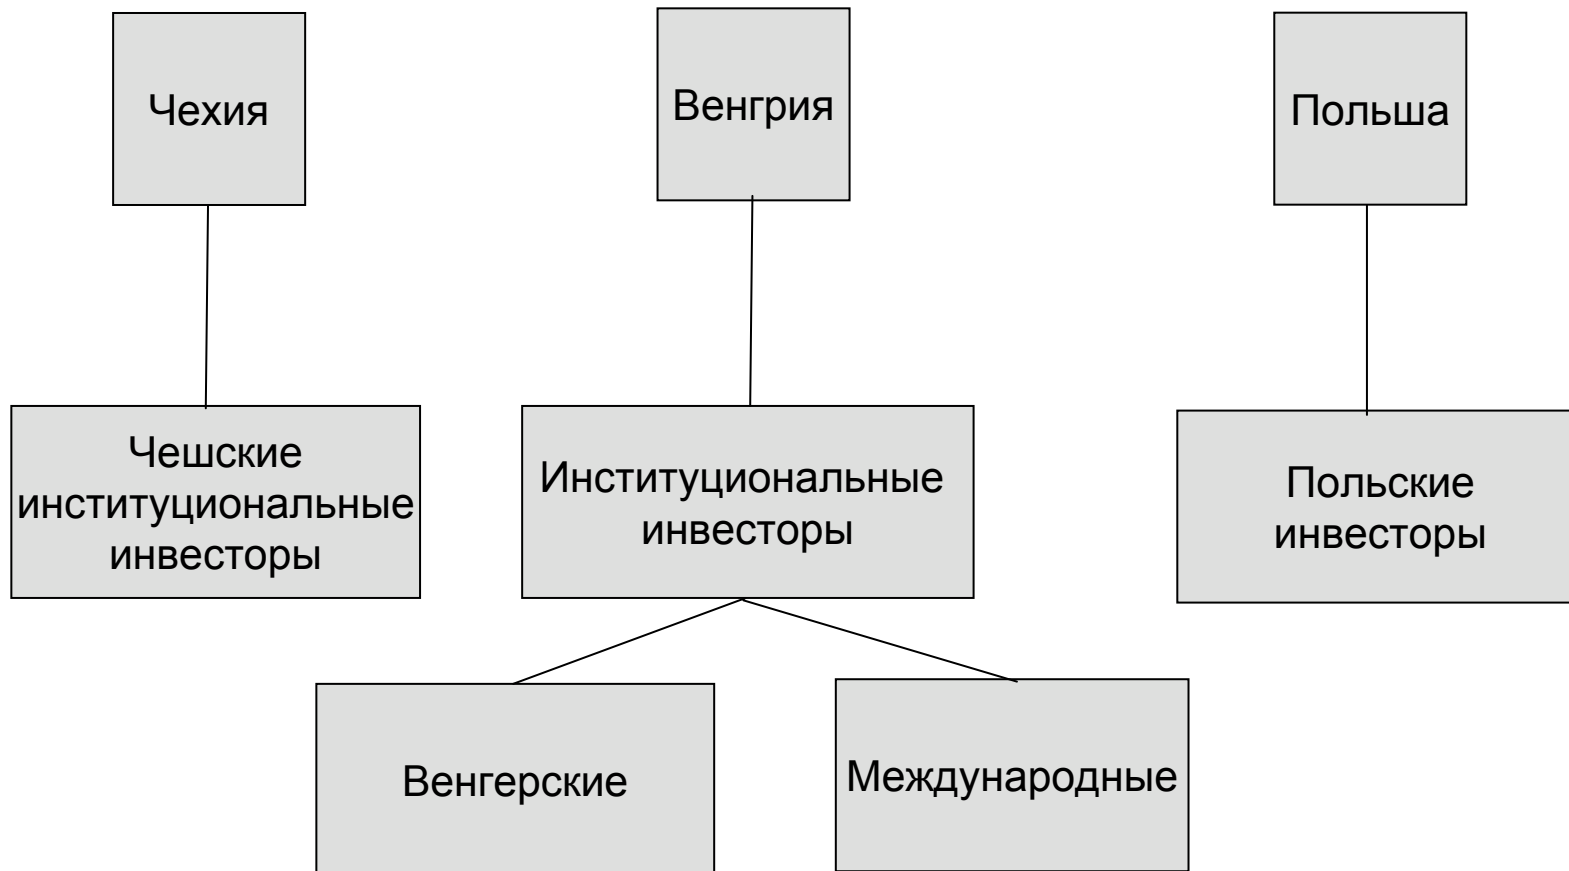 Чехия
Венгрия
Польша
Чешские
институциональные
инвесторы
Институциональные
инвесторы
Польские
инвесторы
Венгерские
Международные